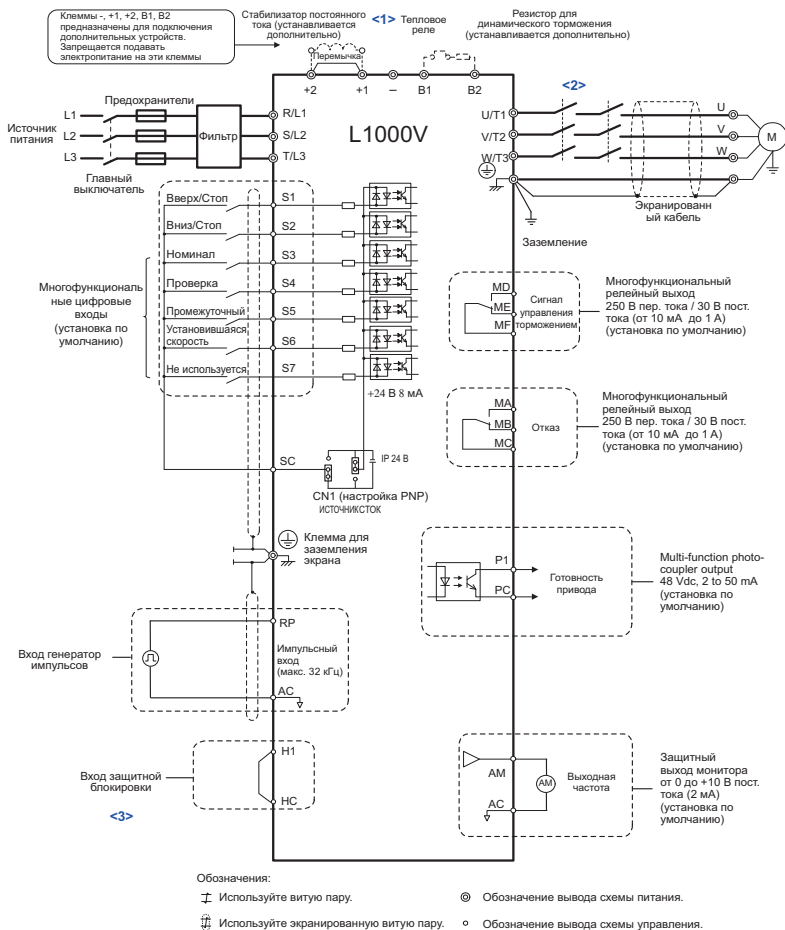 Клеммы -, +1, +2, B1, B2
предназначены для подключения
дополнительных устройств.
Запрещается подавать
электропитание на эти клеммы
Стабилизатор постоянного
тока (устанавливается
дополнительно)
<1>
Тепловое
реле
Резистор для
динамического торможения
(устанавливается дополнительно)
Перемычка
+2
+1
–
B1
B2
<2>
Источник
питания
L1
L2
L3
Предохранители
Фильтр
Главный
выключатель
R/L1
S/L2
T/L3
L1000V
U/T1
V/T2
W/T3
U
V
W
M
Экранированн
ый кабель
Заземление
Многофункциональ
ные цифровые
входы
(установка по
умолчанию)
Вверх/Стоп
S1
Вниз/Стоп
S2
Номинал
S3
Проверка
S4
Промежуточный
S5
Установившаяся
скорость
S6
Не используется
S7
+24 В 8 мА
SC
IP 24 В
CN1 (настройка PNP)
ИСТОЧНИКСТОК
Клемма для
заземления
экрана
MD
ME
MF
Сигнал
управления
торможением
Многофункциональный
релейный выход
250 В пер. тока / 30 В пост.
тока (от 10 мА до 1 А)
(установка по умолчанию)
MA
MB
MC
Отказ
Многофункциональный
релейный выход
250 В пер. тока / 30 В пост.
тока (от 10 мА до 1 А)
(установка по умолчанию)
P1
PC
Готовность
привода
Multi-function photo-
coupler output
48 Vdc, 2 to 50 mA
(установка по
умолчанию)
Вход генератор
импульсов
RP
Импульсный
вход
(макс. 32 кГц)
AC
Вход защитной
блокировки
<3>
H1
HC
AM
AC
AM
Выходная
частота
Защитный
выход монитора
от 0 до +10 В пост.
тока (2 мА)
(установка по
умолчанию)
Обозначения:
Используйте витую пару.
Обозначение вывода схемы питания.
Используйте экранированную витую пару.
Обозначение вывода схемы управления.